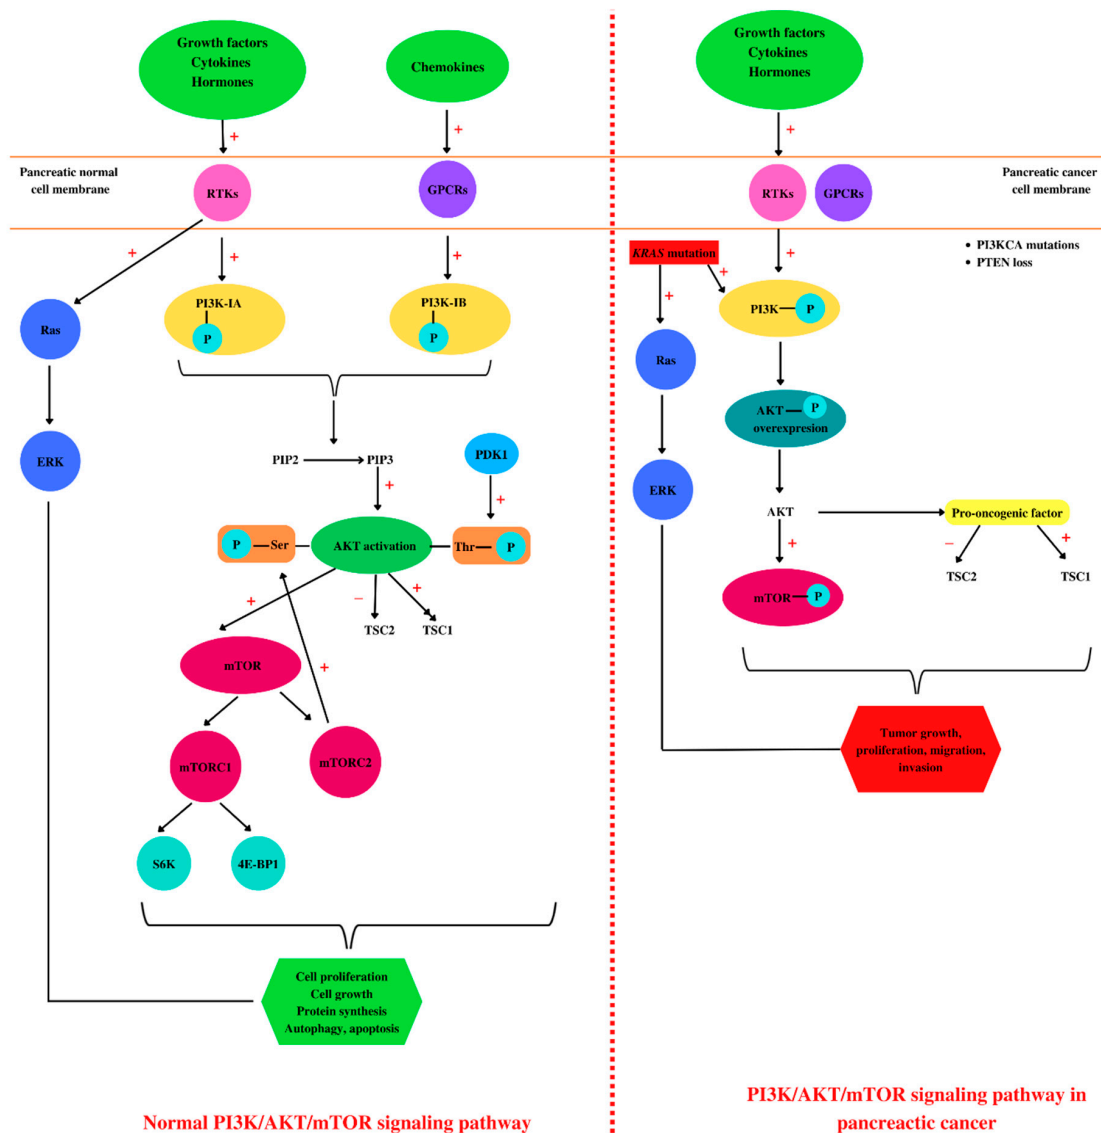 Growth factors
Cytokines
Hormones
Chemokines
+
+
Pancreatic normal
cell membrane
RTKs
GPCRs
+
+
+
PI3K-IA
P
PI3K-IB
P
Ras
ERK
PIP2
PIP3
PDK1
+
+
P
Ser
AKT activation
Thr
P
+
−
+
TSC2
TSC1
mTOR
+
mTORC1
mTORC2
S6K
4E-BP1
Cell proliferation
Cell growth
Protein synthesis
Autophagy, apoptosis
Normal PI3K/AKT/mTOR signaling pathway
Growth factors
Cytokines
Hormones
+
RTKs
GPCRs
Pancreatic cancer
cell membrane
KRAS mutation
+
+
+
• PI3KCA mutations
• PTEN loss
PI3K
P
Ras
AKT
P
overexpresion
ERK
AKT
Pro-oncogenic factor
+
−
+
TSC2
TSC1
mTOR
P
Tumor growth,
proliferation, migration,
invasion
PI3K/AKT/mTOR signaling pathway in
pancreactic cancer